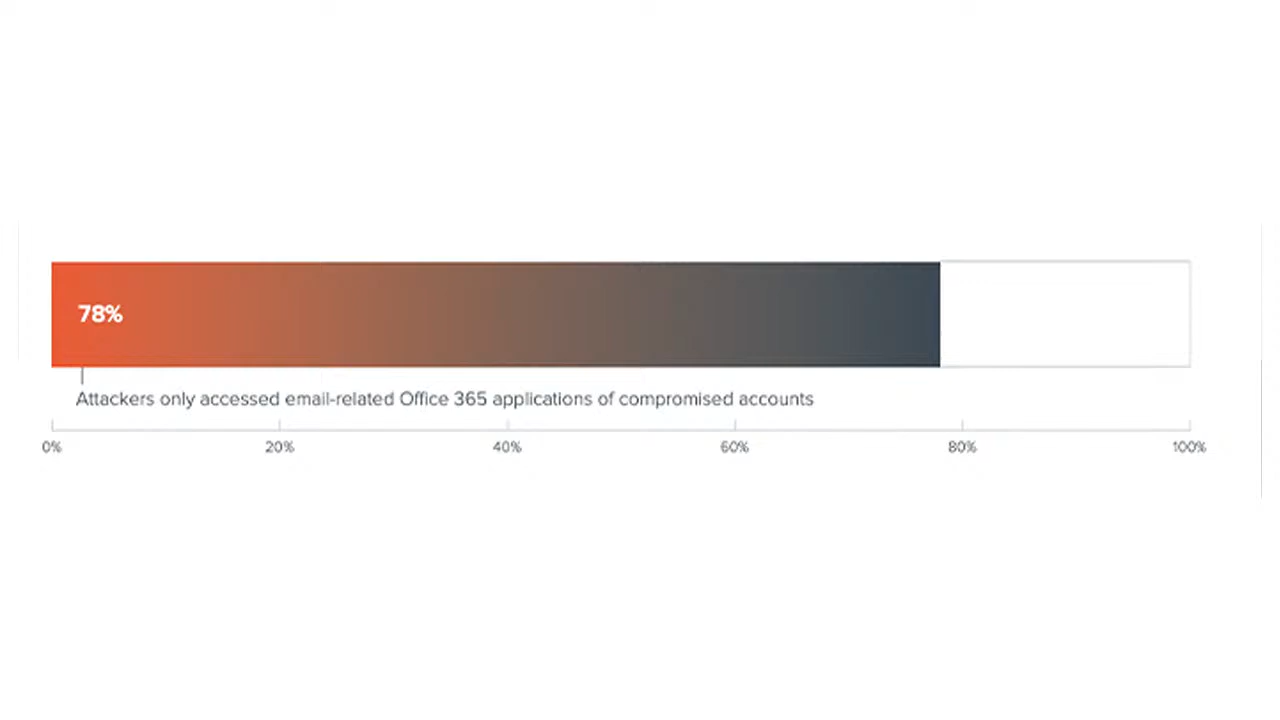 78%
Attackers only accessed email-related Office 365 applications of compromised accounts
0% 20% 40% 60% 80% 100%